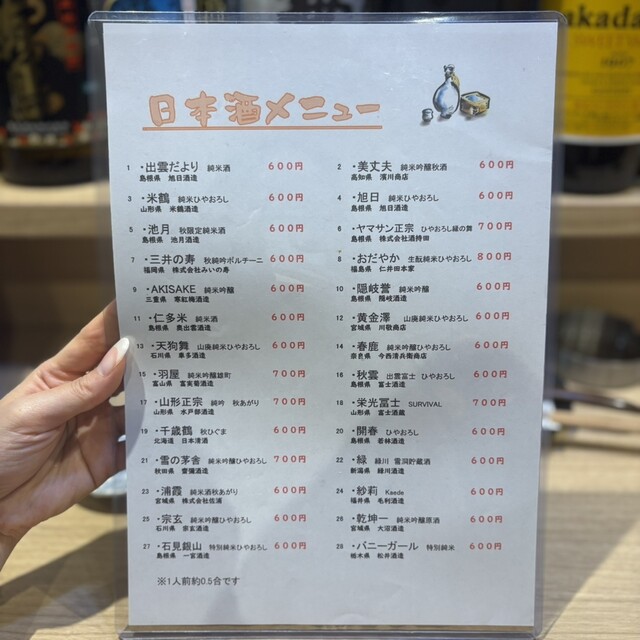 akada
日本酒メニュー
1 ・出雲だより 純米酒 600円
島根県 旭日酒造
2 ・美丈夫 純米吟醸秋酒 600円
高知県 濱川商店
3 ・米鶴 純米ひやおろし 600円
山形県 米鶴酒造
4 ・旭日 純米ひやおろし 600円
島根県 旭日酒造
5 ・池月 秋限定純米酒 600円
島根県 池月酒造
6 ・ヤマサン正宗 ひやおろし縁の舞 700円
島根県 株式会社酒持田
7 ・三井の寿 秋純吟ポルチーニ 600円
福岡県 株式会社みいの寿
8 ・おだやか 生酛純米ひやおろし 800円
福島県 仁井田本家
9 ・AKISAKE 純米吟醸 600円
三重県 寒紅梅酒造
10 ・隠岐誉 純米吟醸 600円
島根県 隠岐酒造
11 ・仁多米 純米酒 600円
島根県 奥出雲酒造
12 ・黄金澤 山廃純米ひやおろし 600円
宮城県 川敬商店
13 ・天狗舞 山廃純米ひやおろし 600円
石川県 車多酒造
14 ・春鹿 純米吟醸ひやおろし 600円
奈良県 今西清兵衛商店
15 ・羽屋 純米吟醸雄町 700円
富山県 富美菊酒造
16 ・秋雲 出雲富士 ひやおろし 600円
島根県 富士酒造
17 ・山形正宗 純吟 秋あがり 700円
山形県 水戸部酒造
18 ・栄光冨士 SURVIVAL 700円
山形県 富士酒蔵
19 ・千歳鶴 秋ひぐま 600円
北海道 日本清酒
20 ・開春 ひやおろし 600円
島根県 若林酒造
21 ・雪の茅舎 純米吟醸ひやおろし 700円
秋田県 齋彌酒造
22 ・緑 緑川 雪洞貯蔵酒 600円
新潟県 緑川酒造
23 ・浦霞 純米酒秋あがり 600円
宮城県 株式会社佐浦
24 ・紗莉 Kaede 600円
福井県 毛利酒造
25 ・宗玄 純米吟醸ひやおろし 600円
石川県 宗玄酒造
26 ・乾坤一 純米吟醸原酒 600円
宮城県 大沼酒造
27 ・石見銀山 特別純米ひやおろし 600円
島根県 一宮酒造
28 ・バニーガール 特別純米 600円
栃木県 松井酒造
※1人前約0.5合です